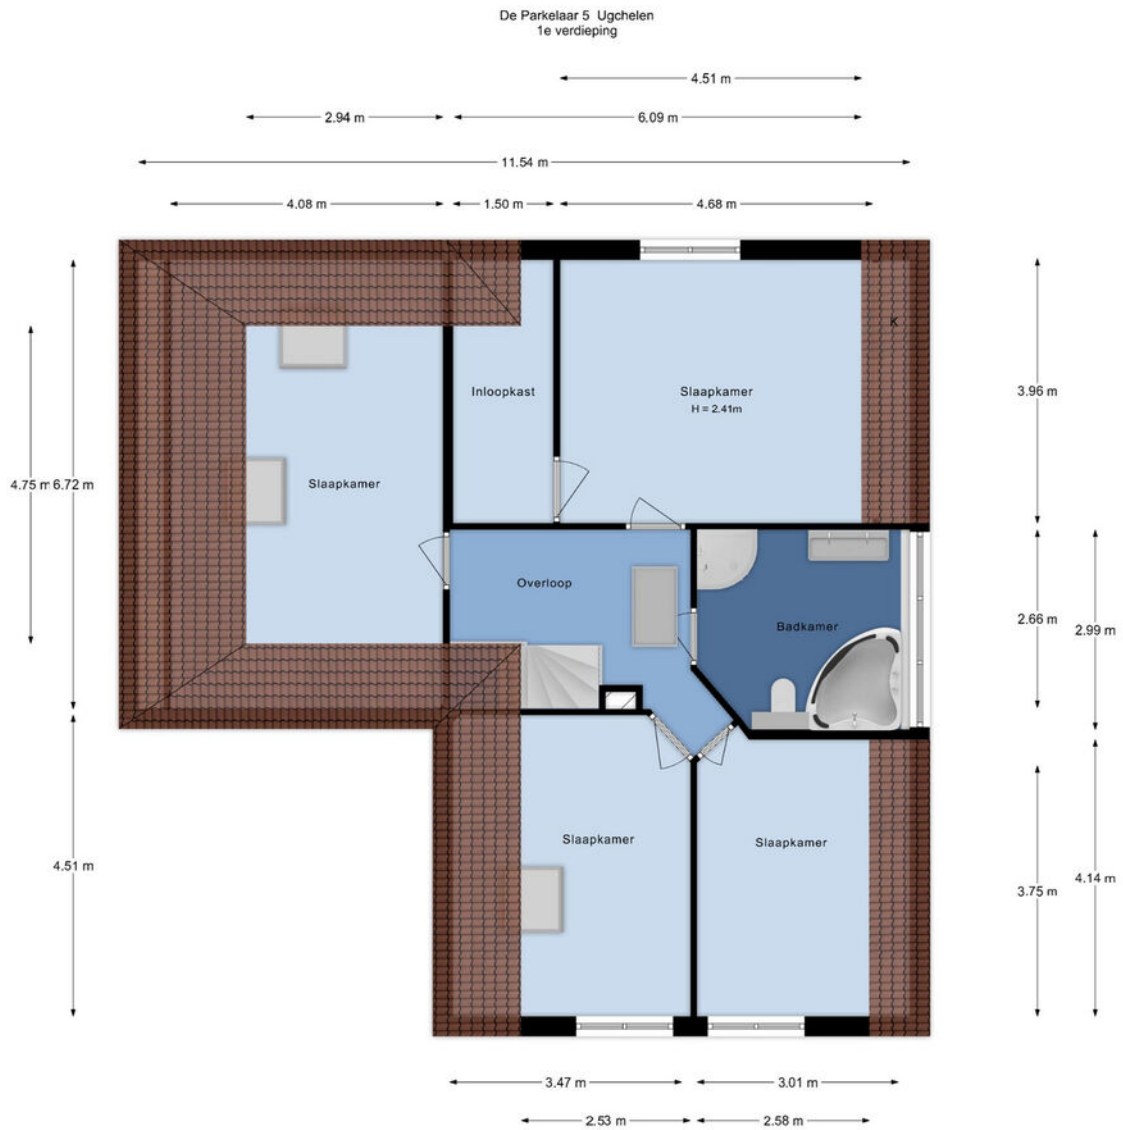 De Parkelaar 5 Ugchelen
1e verdieping
4.51 m
2.94 m
6.09 m
11.54 m
4.08 m
1.50 m
4.68 m
K
3.96 m
Inloopkast
Slaapkamer
H = 2.41m
4.75 m
6.72 m
Slaapkamer
Overloop
Badkamer
2.66 m
2.99 m
Slaapkamer
Slaapkamer
4.51 m
3.75 m
4.14 m
3.47 m
3.01 m
2.53 m
2.58 m